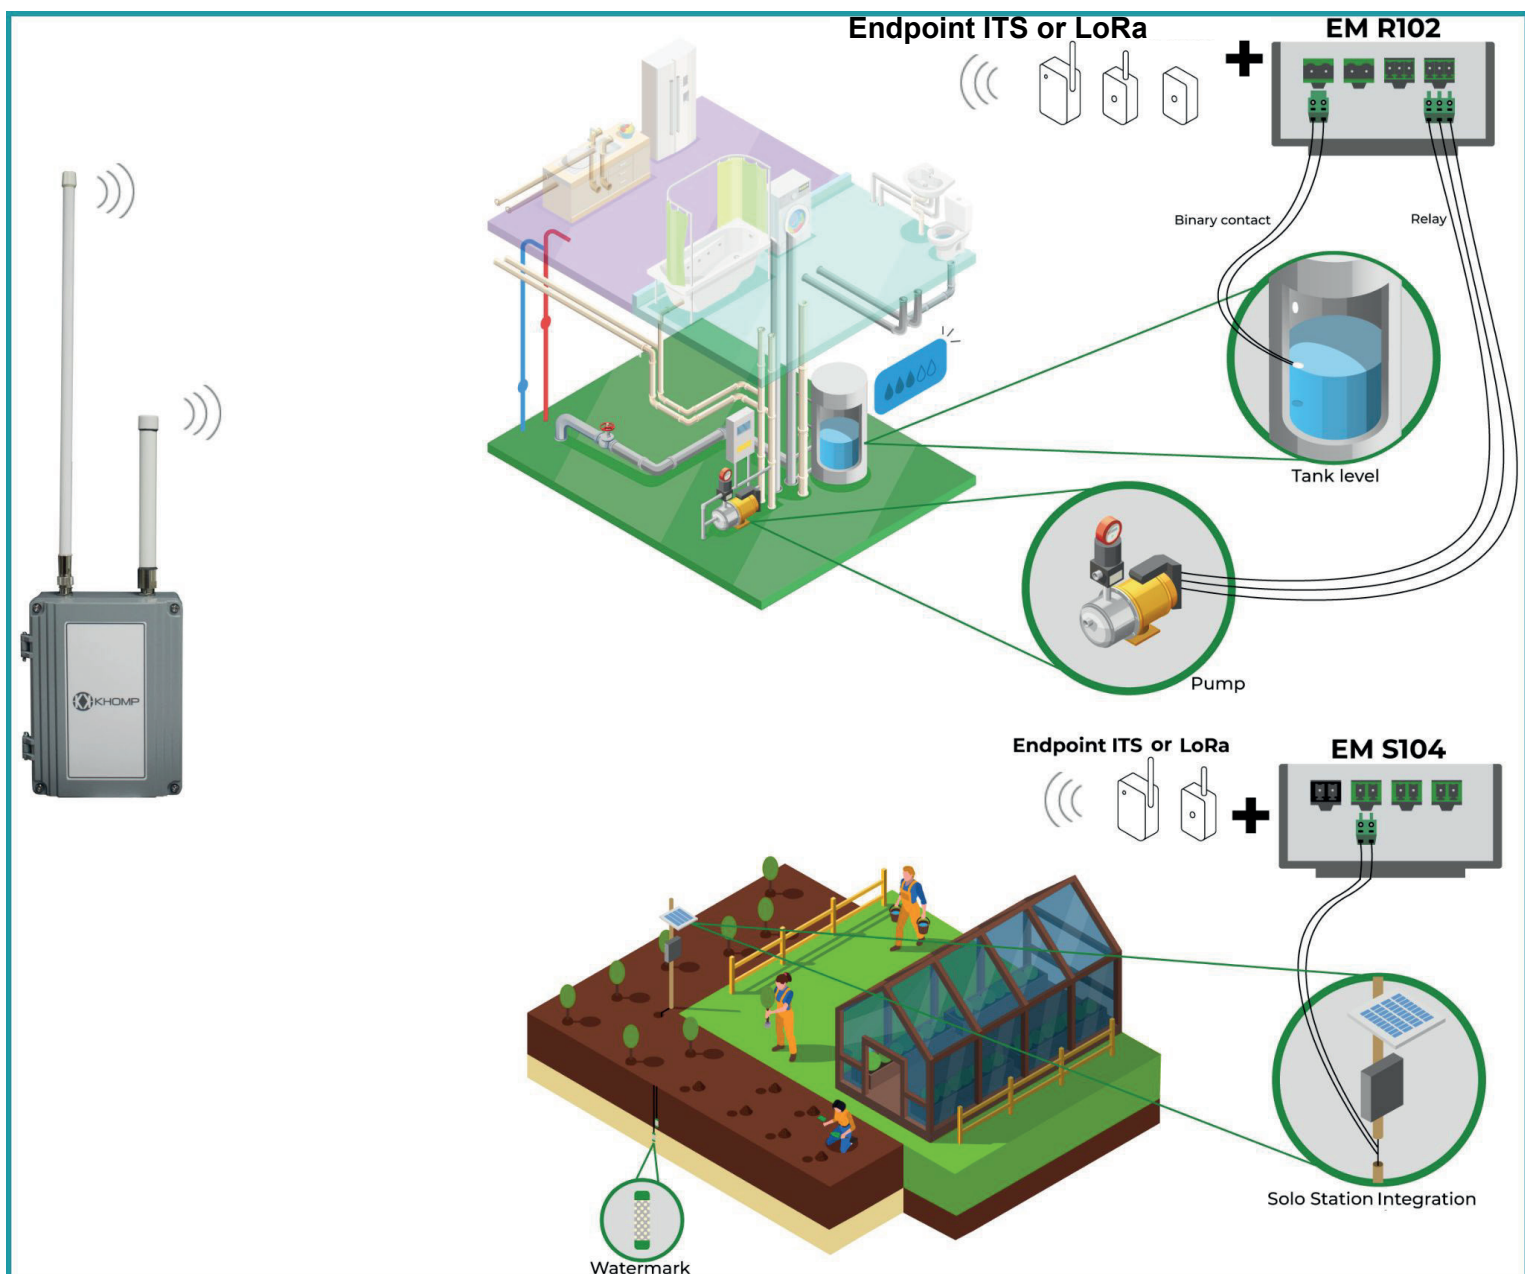 Endpoint ITS or LoRa
EM R102
Binary contact
Relay
Tank level
Pump
KHOMP
Endpoint ITS or LoRa
EM S104
Solo Station Integration
Watermark